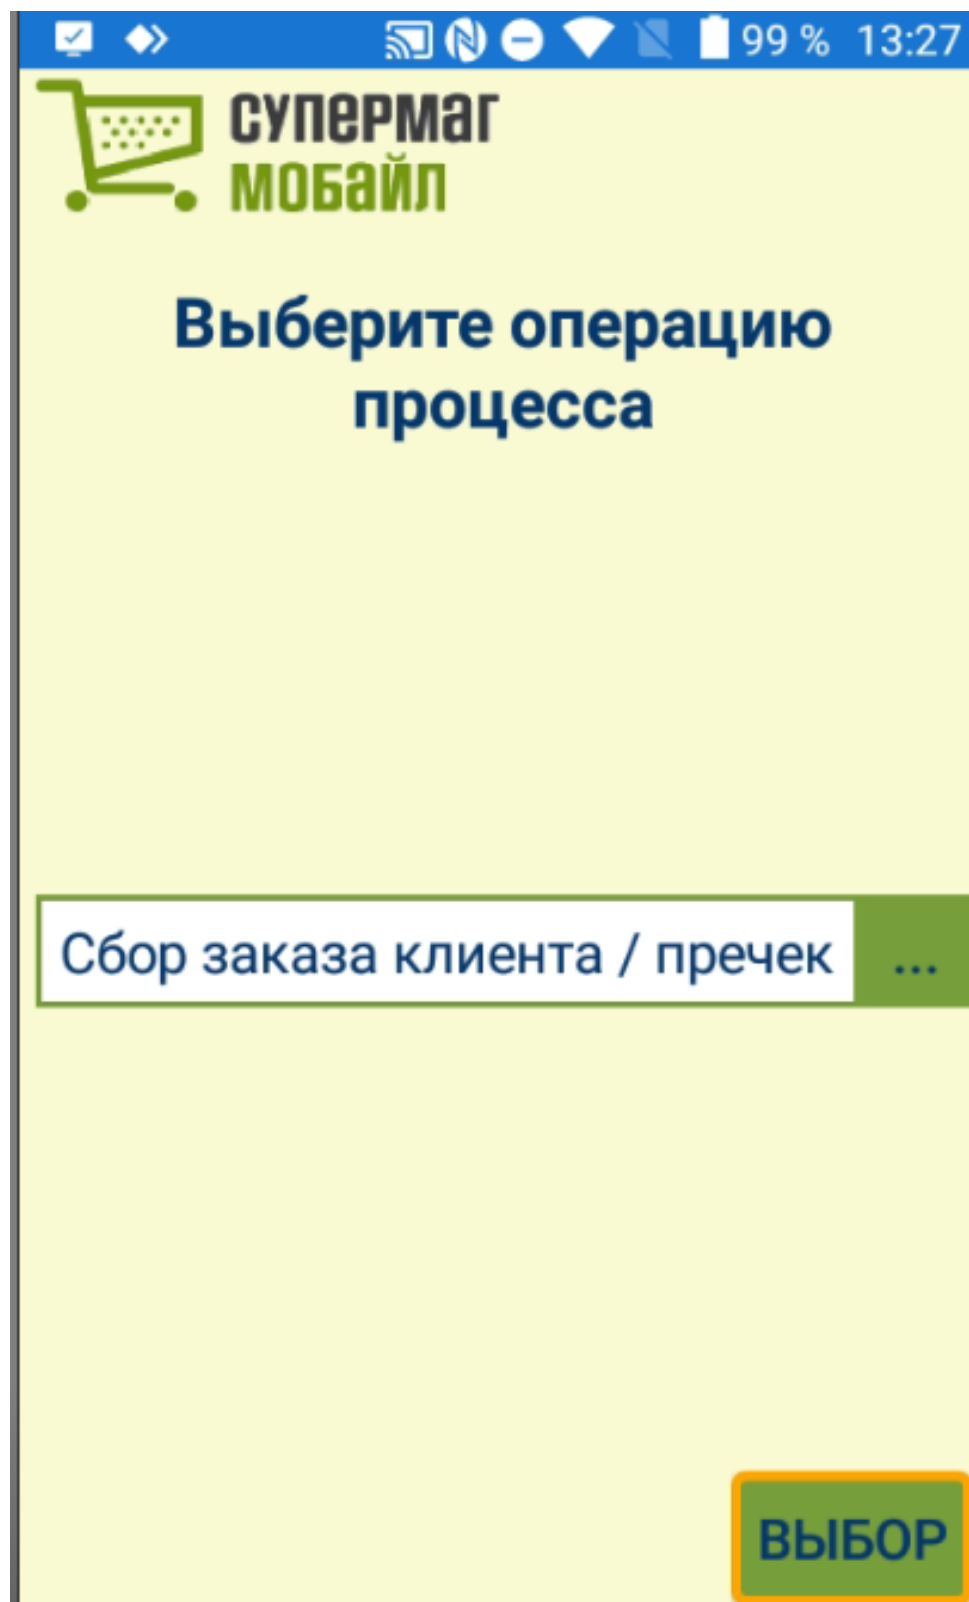 99 % 13:27
супермаг
мобайл
Выберите операцию
процесса
Сбор заказа клиента / пречек ...
ВЫБОР